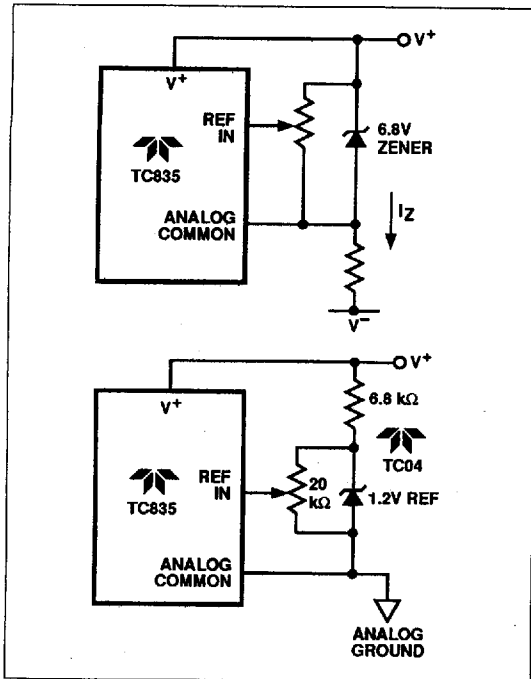 V+
V+
REF
IN
6.8V
ZENER
TC835
ANALOG
COMMON
IZ
V−
V+
V+
6.8 kΩ
TC04
REF
IN
20
kΩ
1.2V REF
TC835
ANALOG
COMMON
ANALOG
GROUND